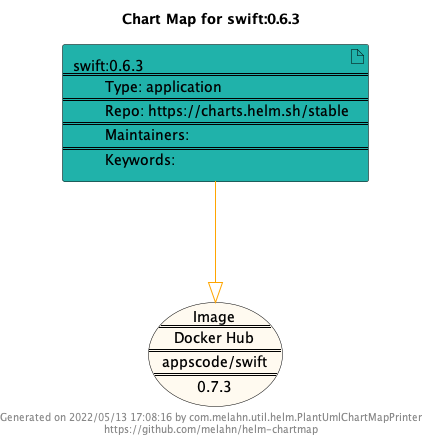 Chart Map for swift:0.6.3
swift:0.6.3
Type: application
Repo: https://charts.helm.sh/stable
Maintainers:
Keywords:
Image
Docker Hub
appscode/swift
0.7.3
Generated on 2022/05/13 17:08:16 by com.melahn.util.helm.PlantUmlChartMapPrinter
https://github.com/melahn/helm-chartmap